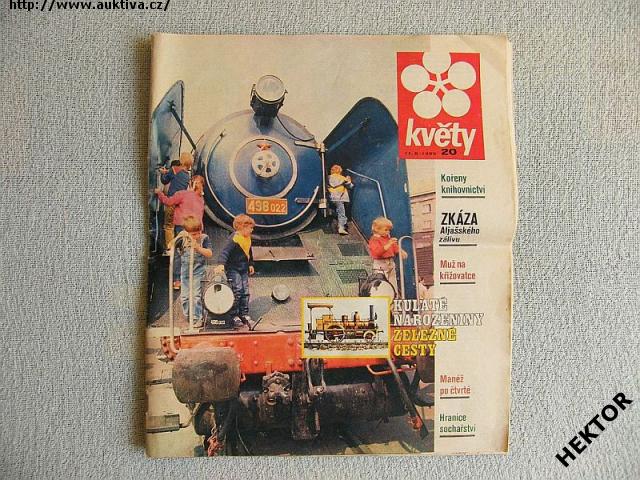 http://www.auktiva.cz/
květy
20
498 022
Kořeny
knihovnictví
ZKÁZA
Aljašského
zálivu
Muž na
křižovatce
KULATÉ
NAROZENINY
ŽELEZNÉ
CESTY
Manéž
po čtvrté
Hranice
sochařství
HEKTOR